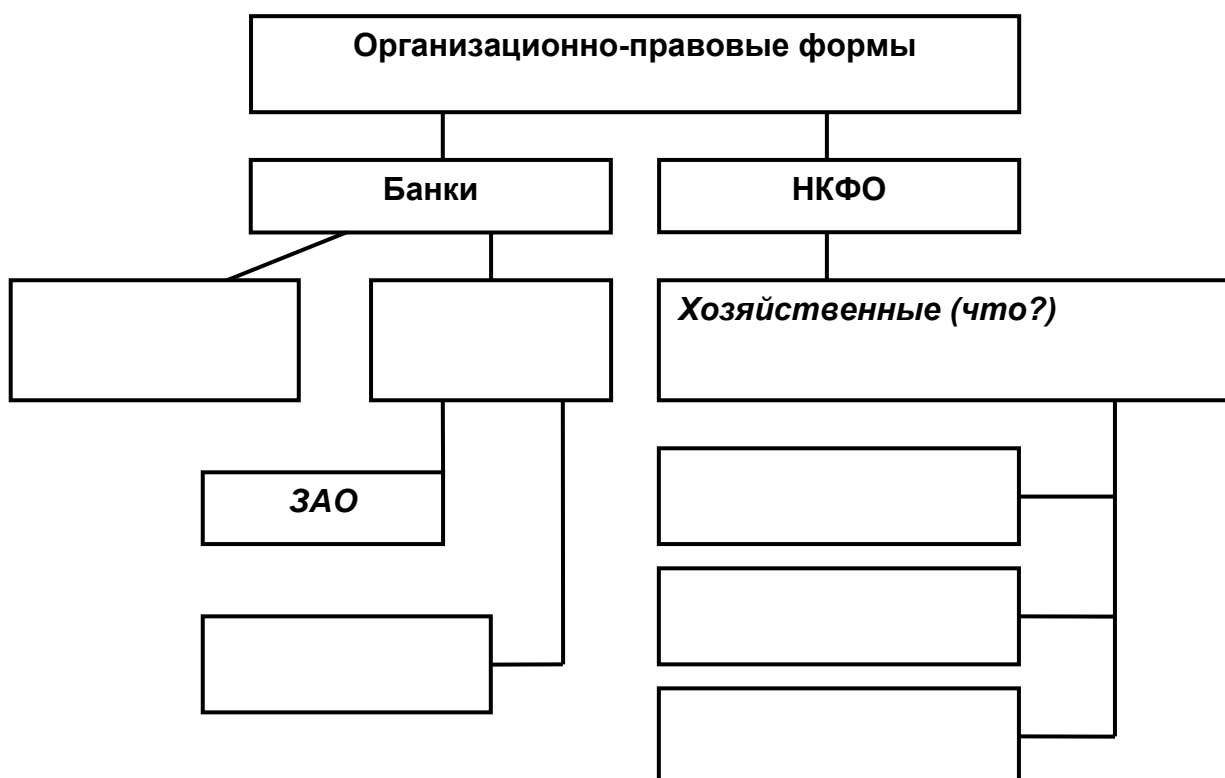 Организационно-правовые формы
Банки
НКФО
Хозяйственные (что?)
ЗАО